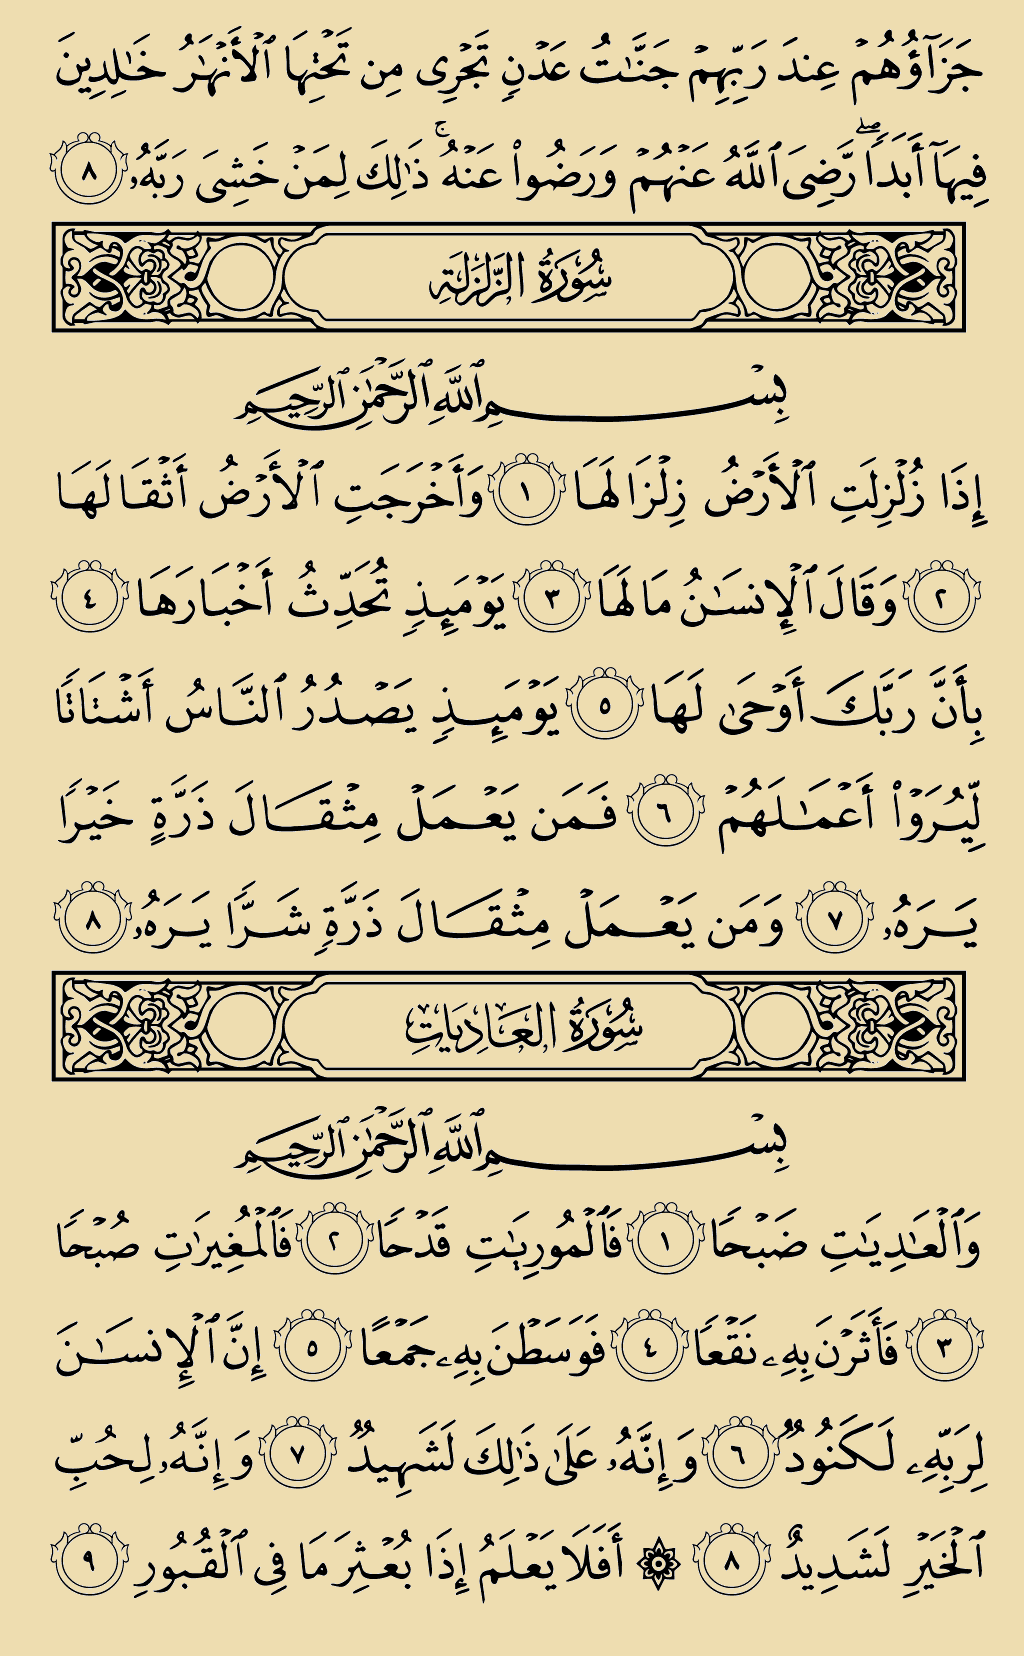 جَزَآؤُهُمْ عِندَ رَبِّهِمْ جَنَّـٰتُ عَدْنٍ تَجْرِى مِن تَحْتِهَا ٱلْأَنْهَـٰرُ خَـٰلِدِينَ
فِيهَآ أَبَدًا ۖ رَّضِىَ ٱللَّهُ عَنْهُمْ وَرَضُوا۟ عَنْهُ ۚ ذَٰلِكَ لِمَنْ خَشِىَ رَبَّهُۥ ٨
سُورَةُ الزَّلْزَلَةِ
بِسْمِ ٱللَّهِ ٱلرَّحْمَـٰنِ ٱلرَّحِيمِ
إِذَا زُلْزِلَتِ ٱلْأَرْضُ زِلْزَالَهَا ١ وَأَخْرَجَتِ ٱلْأَرْضُ أَثْقَالَهَا
٢ وَقَالَ ٱلْإِنسَـٰنُ مَا لَهَا ٣ يَوْمَئِذٍ تُحَدِّثُ أَخْبَارَهَا ٤
بِأَنَّ رَبَّكَ أَوْحَىٰ لَهَا ٥ يَوْمَئِذٍ يَصْدُرُ ٱلنَّاسُ أَشْتَاتًا
لِّيُرَوْا۟ أَعْمَـٰلَهُمْ ٦ فَمَن يَعْمَلْ مِثْقَالَ ذَرَّةٍ خَيْرًا
يَرَهُۥ ٧ وَمَن يَعْمَلْ مِثْقَالَ ذَرَّةٍ شَرًّا يَرَهُۥ ٨
سُورَةُ العَادِيَاتِ
بِسْمِ ٱللَّهِ ٱلرَّحْمَـٰنِ ٱلرَّحِيمِ
وَٱلْعَـٰدِيَـٰتِ ضَبْحًا ١ فَٱلْمُورِيَـٰتِ قَدْحًا ٢ فَٱلْمُغِيرَٰتِ صُبْحًا
٣ فَأَثَرْنَ بِهِۦ نَقْعًا ٤ فَوَسَطْنَ بِهِۦ جَمْعًا ٥ إِنَّ ٱلْإِنسَـٰنَ
لِرَبِّهِۦ لَكَنُودٌ ٦ وَإِنَّهُۥ عَلَىٰ ذَٰلِكَ لَشَهِيدٌ ٧ وَإِنَّهُۥ لِحُبِّ
ٱلْخَيْرِ لَشَدِيدٌ ٨ ۞ أَفَلَا يَعْلَمُ إِذَا بُعْثِرَ مَا فِى ٱلْقُبُورِ ٩